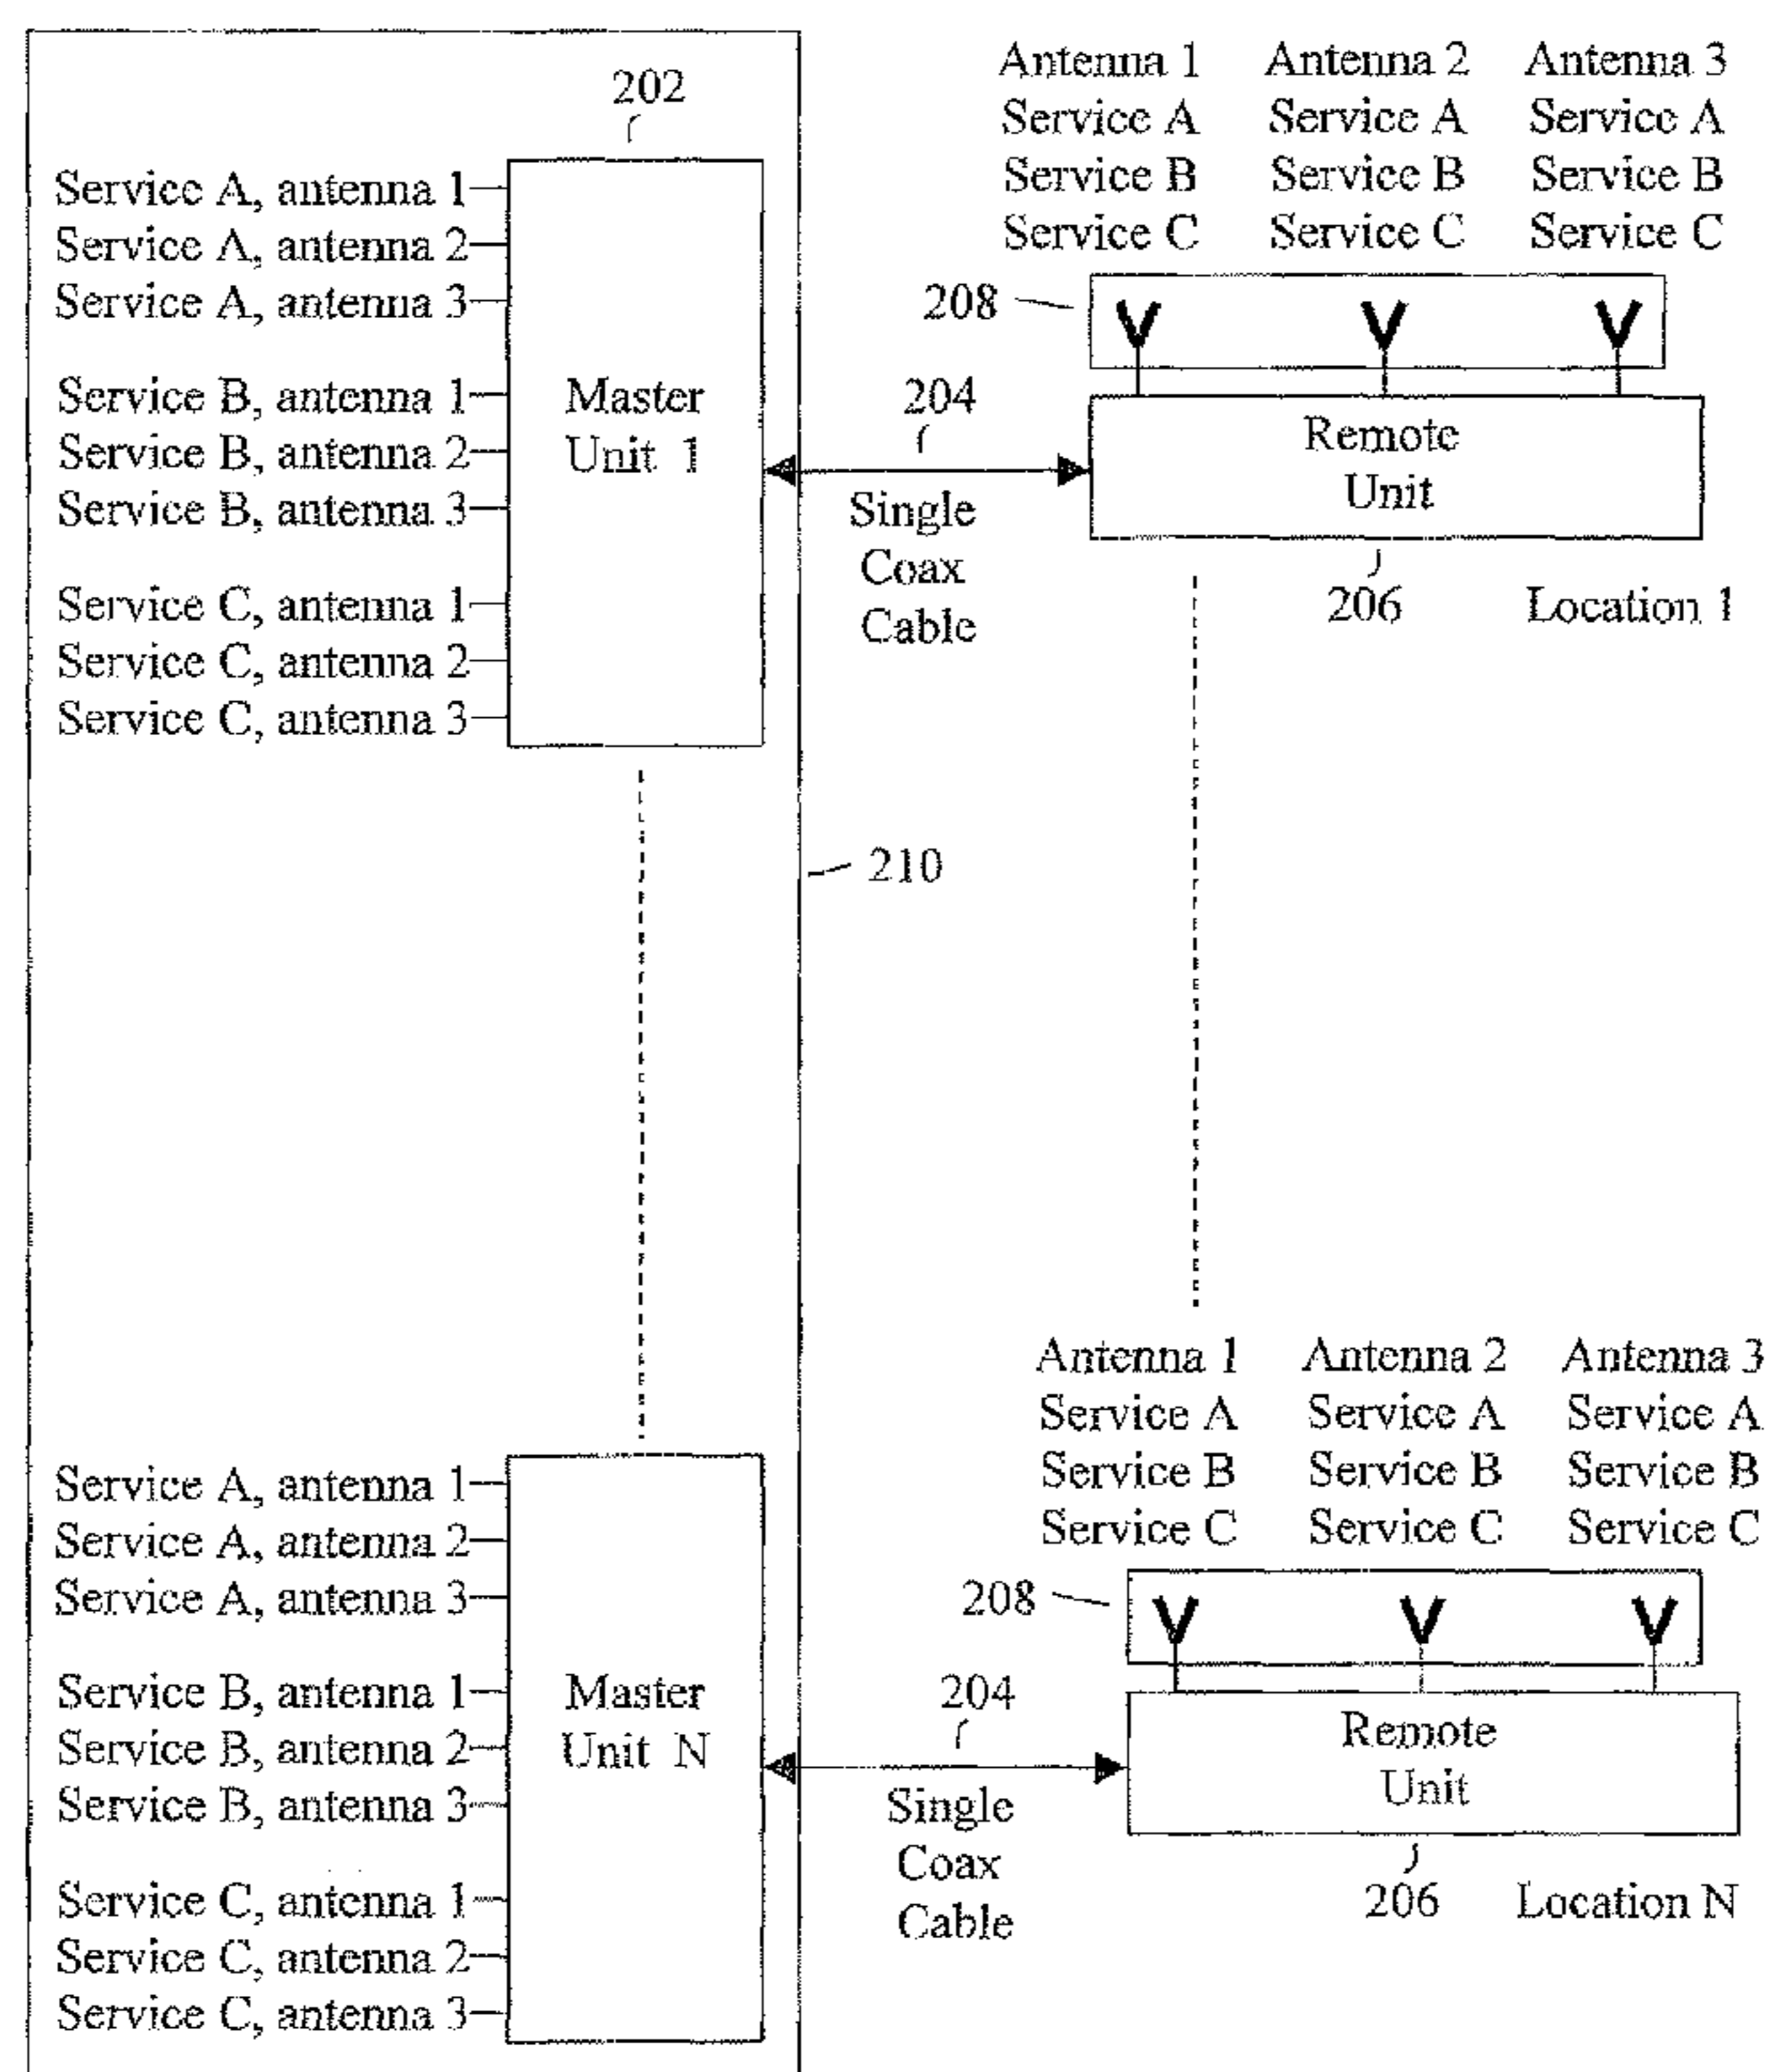 202
Service A, antenna 1
Service A, antenna 2
Service A, antenna 3
Service B, antenna 1
Service B, antenna 2
Service B, antenna 3
Service C, antenna 1
Service C, antenna 2
Service C, antenna 3
Master
Unit 1
204
Single
Coax
Cable
Antenna 1 Antenna 2 Antenna 3
Service A Service A Service A
Service B Service B Service B
Service C Service C Service C
208
Remote
Unit
206 Location 1
210
Service A, antenna 1
Service A, antenna 2
Service A, antenna 3
Service B, antenna 1
Service B, antenna 2
Service B, antenna 3
Service C, antenna 1
Service C, antenna 2
Service C, antenna 3
Master
Unit N
204
Single
Coax
Cable
Antenna 1 Antenna 2 Antenna 3
Service A Service A Service A
Service B Service B Service B
Service C Service C Service C
208
Remote
Unit
206 Location N